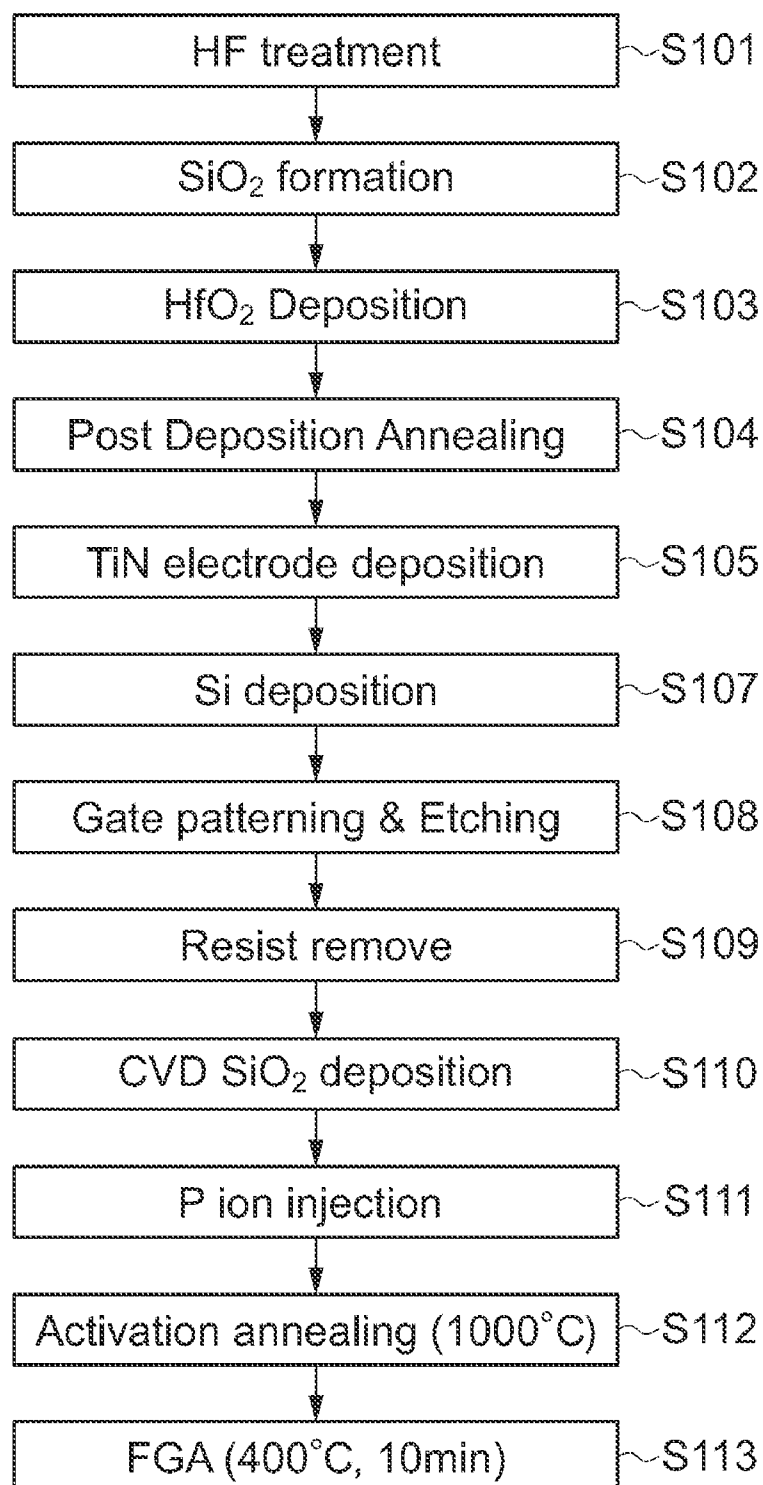 HF treatment S101
SiO₂ formation S102
HfO₂ Deposition S103
Post Deposition Annealing S104
TiN electrode deposition S105
Si deposition S107
Gate patterning & Etching S108
Resist remove S109
CVD SiO₂ deposition S110
P ion injection S111
Activation annealing (1000°C) S112
FGA (400°C, 10min) S113